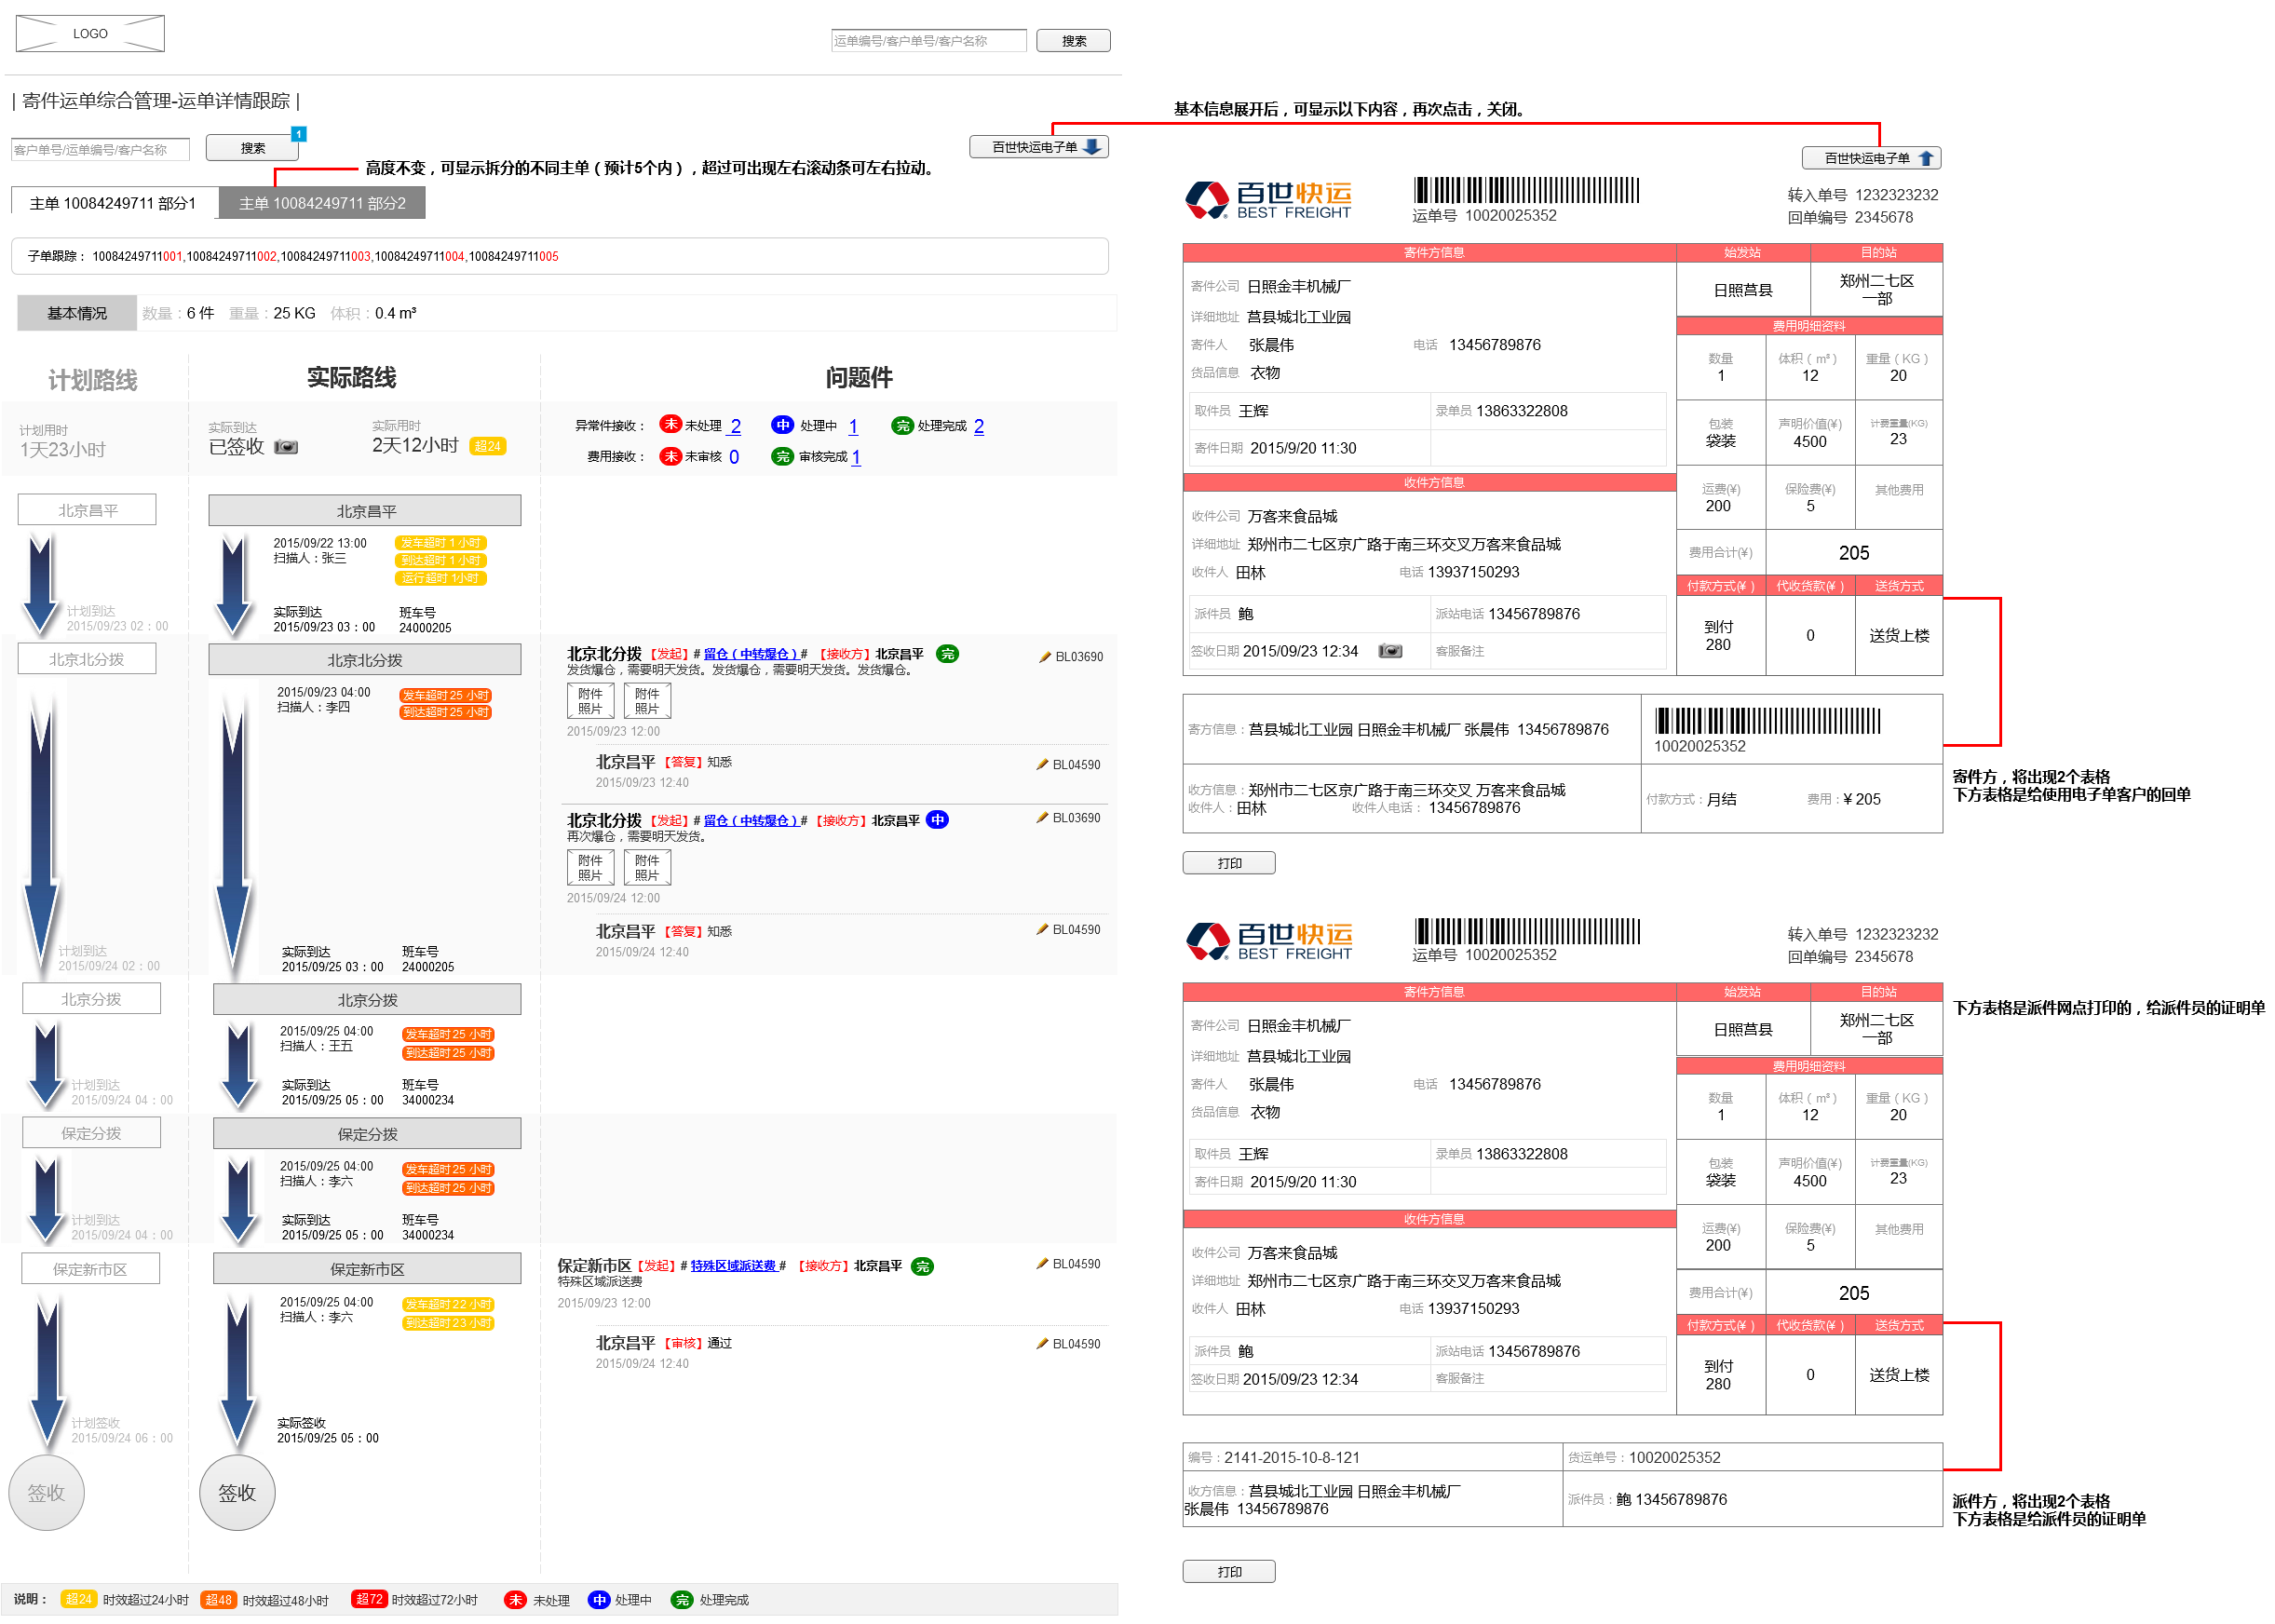 LOGO
运单编号/客户单号/客户名称 搜索
| 寄件运单综合管理-运单详情跟踪 |
客户单号/运单编号/客户名称 搜索 1
百世快运电子单
高度不变，可显示拆分的不同主单（预计5个内），超过可出现左右滚动条可左右拉动。
主单 10084249711 部分1 主单 10084249711 部分2
子单跟踪： 10084249711001,10084249711002,10084249711003,10084249711004,10084249711005
基本情况 数量：6 件 重量：25 KG 体积：0.4 m³
计划路线 实际路线 问题件
计划用时
1天23小时
实际到达
已签收
实际用时
2天12小时 超24
异常件接收： 未 未处理 2 中 处理中 1 完 处理完成 2
费用接收： 未 未审核 0 完 审核完成 1
北京昌平
计划到达
2015/09/23 02：00
北京昌平
2015/09/22 13:00
扫描人：张三
发车超时 1 小时
到达超时 1 小时
运行超时 1小时
实际到达 班车号
2015/09/23 03：00 24000205
北京北分拨
计划到达
2015/09/24 02：00
北京北分拨
2015/09/23 04:00
扫描人：李四
发车超时 25 小时
到达超时 25 小时
实际到达 班车号
2015/09/25 03：00 24000205
北京北分拨 【发起】# 留仓（中转爆仓）# 【接收方】北京昌平 完 BL03690
发货爆仓，需要明天发货。发货爆仓，需要明天发货。发货爆仓。
附件 附件
照片 照片
2015/09/23 12:00
北京昌平 【答复】知悉 BL04590
2015/09/23 12:40
北京北分拨 【发起】# 留仓（中转爆仓）# 【接收方】北京昌平 中 BL03690
再次爆仓，需要明天发货。
附件 附件
照片 照片
2015/09/24 12:00
北京昌平 【答复】知悉 BL04590
2015/09/24 12:40
北京分拨
计划到达
2015/09/24 04：00
北京分拨
2015/09/25 04:00
扫描人：王五
发车超时 25 小时
到达超时 25 小时
实际到达 班车号
2015/09/25 05：00 34000234
保定分拨
计划到达
2015/09/24 04：00
保定分拨
2015/09/25 04:00
扫描人：李六
发车超时 25 小时
到达超时 25 小时
实际到达 班车号
2015/09/25 05：00 34000234
保定新市区
计划签收
2015/09/24 06：00
签收
保定新市区
2015/09/25 04:00
扫描人：李六
发车超时 22 小时
到达超时 23 小时
实际签收
2015/09/25 05：00
签收
保定新市区【发起】# 特殊区域派送费 # 【接收方】北京昌平 完 BL04590
特殊区域派送费
2015/09/23 12:00
北京昌平 【审核】通过 BL04590
2015/09/24 12:40
说明： 超24 时效超过24小时 超48 时效超过48小时 超72 时效超过72小时 未 未处理 中 处理中 完 处理完成
基本信息展开后，可显示以下内容，再次点击，关闭。
百世快运电子单
百世快运
BEST FREIGHT
运单号 10020025352
转入单号 1232323232
回单编号 2345678
寄件方信息 始发站 目的站
寄件公司 日照金丰机械厂
日照莒县 郑州二七区
一部
详细地址 莒县城北工业园
费用明细资料
寄件人 张晨伟 电话 13456789876
货品信息 衣物
数量 体积（m³） 重量（KG）
1 12 20
取件员 王辉 录单员 13863322808
包装 声明价值(¥) 计费重量(KG)
袋装 4500 23
寄件日期 2015/9/20 11:30
收件方信息
运费(¥) 保险费(¥) 其他费用
200 5
收件公司 万客来食品城
详细地址 郑州市二七区京广路于南三环交叉万客来食品城
费用合计(¥) 205
收件人 田林 电话 13937150293
付款方式(¥ ) 代收货款(¥ ) 送货方式
派件员 鲍 派站电话 13456789876
到付
280
0 送货上楼
签收日期 2015/09/23 12:34 客服备注
寄方信息：莒县城北工业园 日照金丰机械厂 张晨伟 13456789876
10020025352
收方信息：郑州市二七区京广路于南三环交叉 万客来食品城
收件人：田林 收件人电话： 13456789876
付款方式：月结 费用：¥ 205
寄件方，将出现2个表格
下方表格是给使用电子单客户的回单
打印
百世快运
BEST FREIGHT
运单号 10020025352
转入单号 1232323232
回单编号 2345678
下方表格是派件网点打印的，给派件员的证明单
寄件方信息 始发站 目的站
寄件公司 日照金丰机械厂
日照莒县 郑州二七区
一部
详细地址 莒县城北工业园
费用明细资料
寄件人 张晨伟 电话 13456789876
货品信息 衣物
数量 体积（m³） 重量（KG）
1 12 20
取件员 王辉 录单员 13863322808
包装 声明价值(¥) 计费重量(KG)
袋装 4500 23
寄件日期 2015/9/20 11:30
收件方信息
运费(¥) 保险费(¥) 其他费用
200 5
收件公司 万客来食品城
详细地址 郑州市二七区京广路于南三环交叉万客来食品城
费用合计(¥) 205
收件人 田林 电话 13937150293
付款方式(¥ ) 代收货款(¥ ) 送货方式
派件员 鲍 派站电话 13456789876
到付
280
0 送货上楼
签收日期 2015/09/23 12:34 客服备注
编号：2141-2015-10-8-121 货运单号：10020025352
收方信息：莒县城北工业园 日照金丰机械厂
张晨伟 13456789876
派件员：鲍 13456789876
派件方，将出现2个表格
下方表格是给派件员的证明单
打印